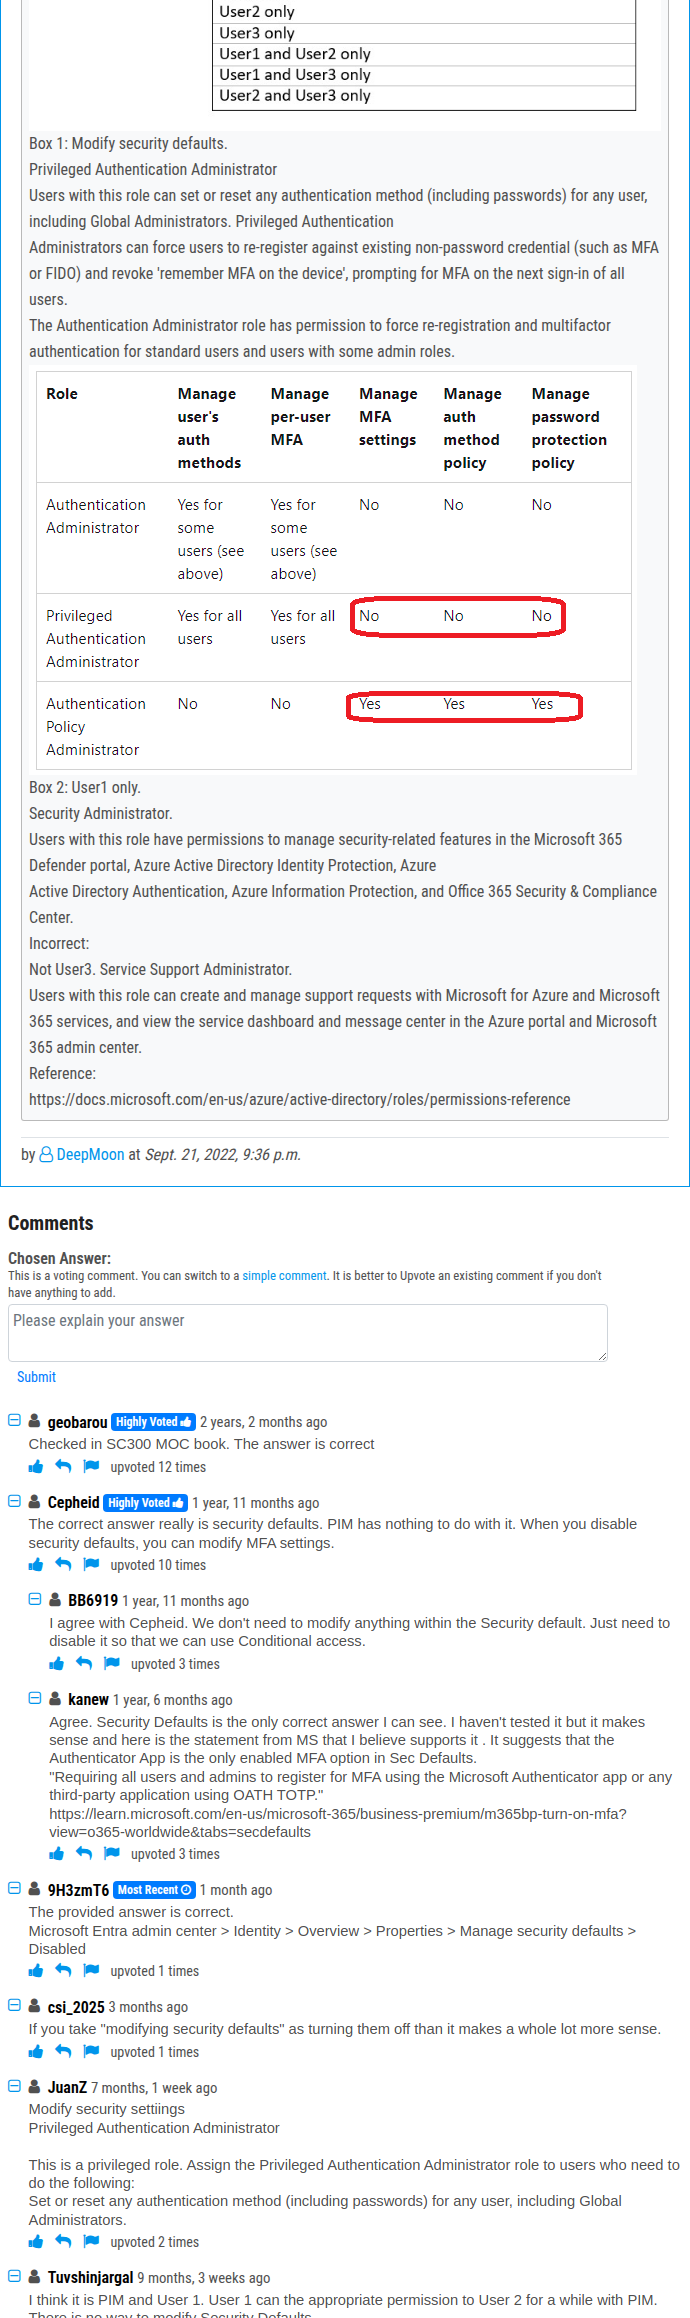 User2 only
User3 only
User1 and User2 only
User1 and User3 only
User2 and User3 only
Box 1: Modify security defaults.
Privileged Authentication Administrator
Users with this role can set or reset any authentication method (including passwords) for any user,
including Global Administrators. Privileged Authentication
Administrators can force users to re-register against existing non-password credential (such as MFA
or FIDO) and revoke 'remember MFA on the device', prompting for MFA on the next sign-in of all
users.
The Authentication Administrator role has permission to force re-registration and multifactor
authentication for standard users and users with some admin roles.
Role Manage user's auth methods Manage per-user MFA Manage MFA settings Manage auth method policy Manage password protection policy
Authentication Administrator Yes for some users (see above) Yes for some users (see above) No No No
Privileged Authentication Administrator Yes for all users Yes for all users No No No
Authentication Policy Administrator No No Yes Yes Yes
Box 2: User1 only.
Security Administrator.
Users with this role have permissions to manage security-related features in the Microsoft 365
Defender portal, Azure Active Directory Identity Protection, Azure
Active Directory Authentication, Azure Information Protection, and Office 365 Security & Compliance
Center.
Incorrect:
Not User3. Service Support Administrator.
Users with this role can create and manage support requests with Microsoft for Azure and Microsoft
365 services, and view the service dashboard and message center in the Azure portal and Microsoft
365 admin center.
Reference:
https://docs.microsoft.com/en-us/azure/active-directory/roles/permissions-reference
by DeepMoon at Sept. 21, 2022, 9:36 p.m.
Comments
Chosen Answer:
This is a voting comment. You can switch to a simple comment. It is better to Upvote an existing comment if you don't
have anything to add.
Please explain your answer
Submit
geobarou Highly Voted 2 years, 2 months ago
Checked in SC300 MOC book. The answer is correct
upvoted 12 times
Cepheid Highly Voted 1 year, 11 months ago
The correct answer really is security defaults. PIM has nothing to do with it. When you disable
security defaults, you can modify MFA settings.
upvoted 10 times
BB6919 1 year, 11 months ago
I agree with Cepheid. We don't need to modify anything within the Security default. Just need to
disable it so that we can use Conditional access.
upvoted 3 times
kanew 1 year, 6 months ago
Agree. Security Defaults is the only correct answer I can see. I haven't tested it but it makes
sense and here is the statement from MS that I believe supports it . It suggests that the
Authenticator App is the only enabled MFA option in Sec Defaults.
"Requiring all users and admins to register for MFA using the Microsoft Authenticator app or any
third-party application using OATH TOTP."
https://learn.microsoft.com/en-us/microsoft-365/business-premium/m365bp-turn-on-mfa?
view=o365-worldwide&tabs=secdefaults
upvoted 3 times
9H3zmT6 Most Recent 1 month ago
The provided answer is correct.
Microsoft Entra admin center > Identity > Overview > Properties > Manage security defaults >
Disabled
upvoted 1 times
csi_2025 3 months ago
If you take "modifying security defaults" as turning them off than it makes a whole lot more sense.
upvoted 1 times
JuanZ 7 months, 1 week ago
Modify security settiings
Privileged Authentication Administrator
This is a privileged role. Assign the Privileged Authentication Administrator role to users who need to
do the following:
Set or reset any authentication method (including passwords) for any user, including Global
Administrators.
upvoted 2 times
Tuvshinjargal 9 months, 3 weeks ago
I think it is PIM and User 1. User 1 can the appropriate permission to User 2 for a while with PIM.
There is no way to modify Security Defaults